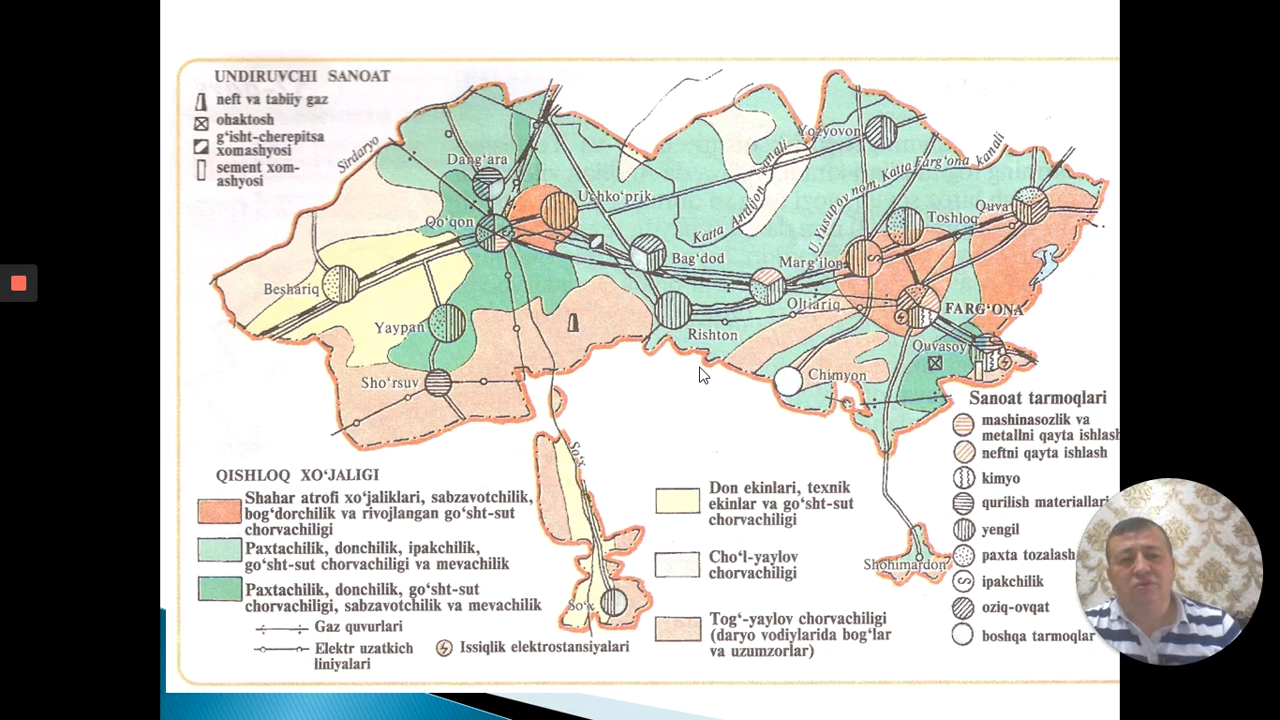 UNDIRUVCHI SANOAT
neft va tabiiy gaz
ohaktosh
g‘isht-cherepitsa
xomashyosi
sement xom-
ashyosi
Sirdaryo
Dang‘ara
Uchko‘prik
Qo‘qon
Beshariq
Yaypan
Sho‘rsuv
Bag‘dod
Rishton
Yozyovon
Katta Andijon kanali
U.Yusupov nom. Katta Farg‘ona kanali
Quva
Toshloq
Marg‘ilon
Oltiariq
FARG‘ONA
Quvasoy
Chimyon
So‘x
So‘x
Shohimardon
QISHLOQ XO‘JALIGI
Shahar atrofi xo‘jaliklari, sabzavotchilik,
bog‘dorchilik va rivojlangan go‘sht-sut
chorvachiligi
Paxtachilik, donchilik, ipakchilik,
go‘sht-sut chorvachiligi va mevachilik
Paxtachilik, donchilik, go‘sht-sut
chorvachiligi, sabzavotchilik va mevachilik
Gaz quvurlari
Elektr uzatkich
liniyalari
Issiqlik elektrostansiyalari
Don ekinlari, texnik
ekinlar va go‘sht-sut
chorvachiligi
Cho‘l-yaylov
chorvachiligi
Tog‘-yaylov chorvachiligi
(daryo vodiylarida bog‘lar
va uzumzorlar)
Sanoat tarmoqlari
mashinasozlik va
metallni qayta ishlash
neftni qayta ishlash
kimyo
qurilish materiallari
yengil
paxta tozalash
ipakchilik
oziq-ovqat
boshqa tarmoqlar